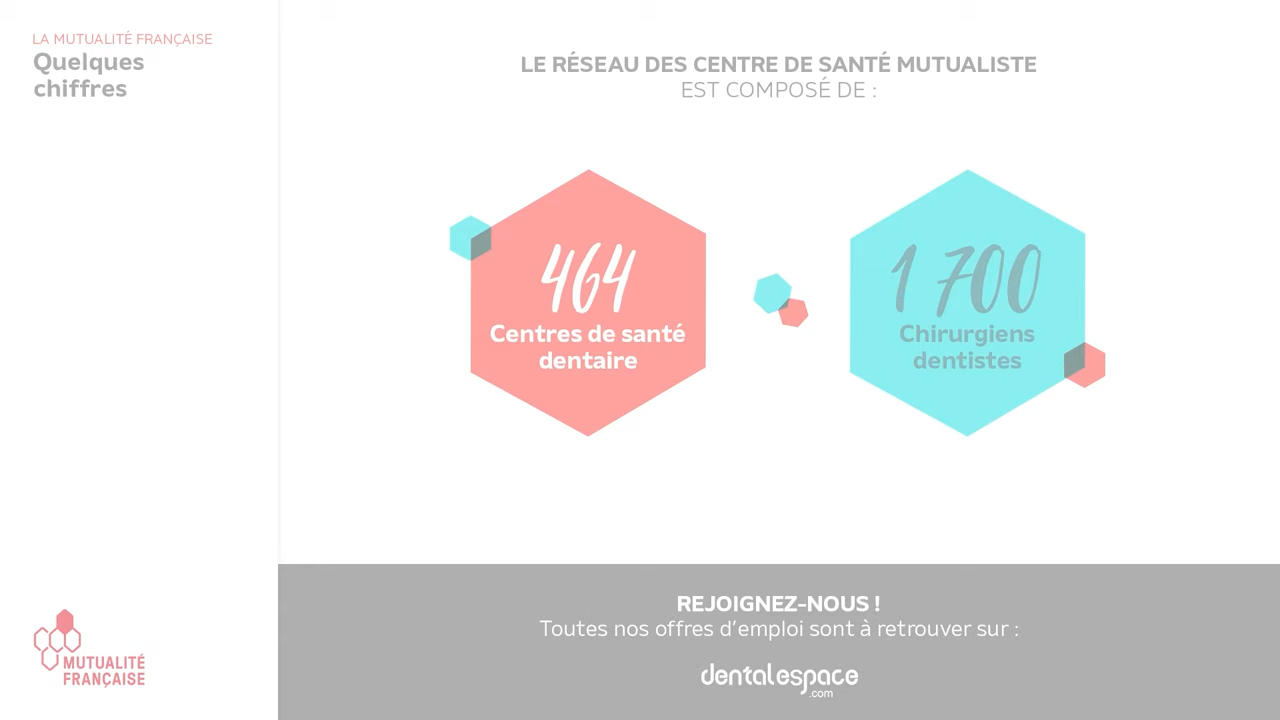 LA MUTUALITÉ FRANÇAISE
Quelques
chiffres
LE RÉSEAU DES CENTRE DE SANTÉ MUTUALISTE
EST COMPOSÉ DE :
464
Centres de santé
dentaire
1 700
Chirurgiens
dentistes
REJOIGNEZ-NOUS !
Toutes nos offres d’emploi sont à retrouver sur :
dentalespace
.com
MUTUALITÉ
FRANÇAISE